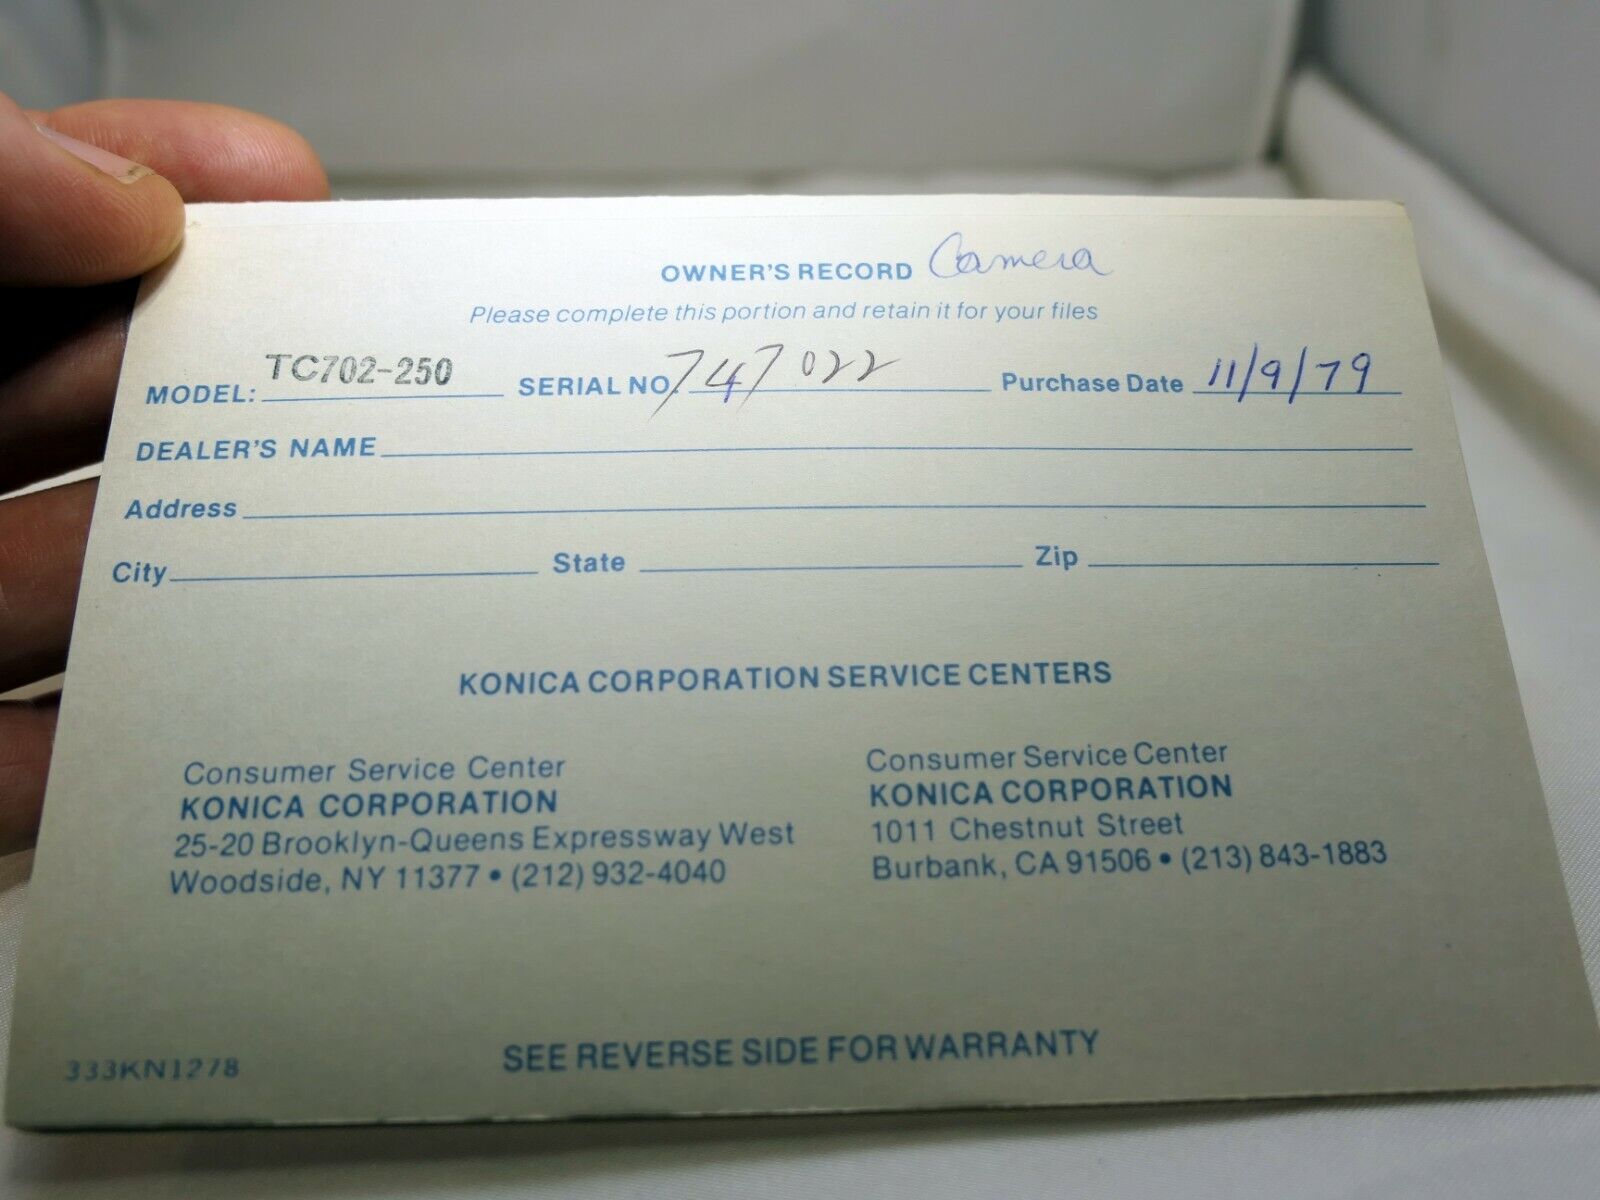 OWNER'S RECORD Camera
Please complete this portion and retain it for your files
MODEL: TC702-250 SERIAL NO. 747022 Purchase Date 11/9/79
DEALER'S NAME
Address
City State Zip
KONICA CORPORATION SERVICE CENTERS
Consumer Service Center
KONICA CORPORATION
25-20 Brooklyn-Queens Expressway West
Woodside, NY 11377 • (212) 932-4040
Consumer Service Center
KONICA CORPORATION
1011 Chestnut Street
Burbank, CA 91506 • (213) 843-1883
333KN1278
SEE REVERSE SIDE FOR WARRANTY